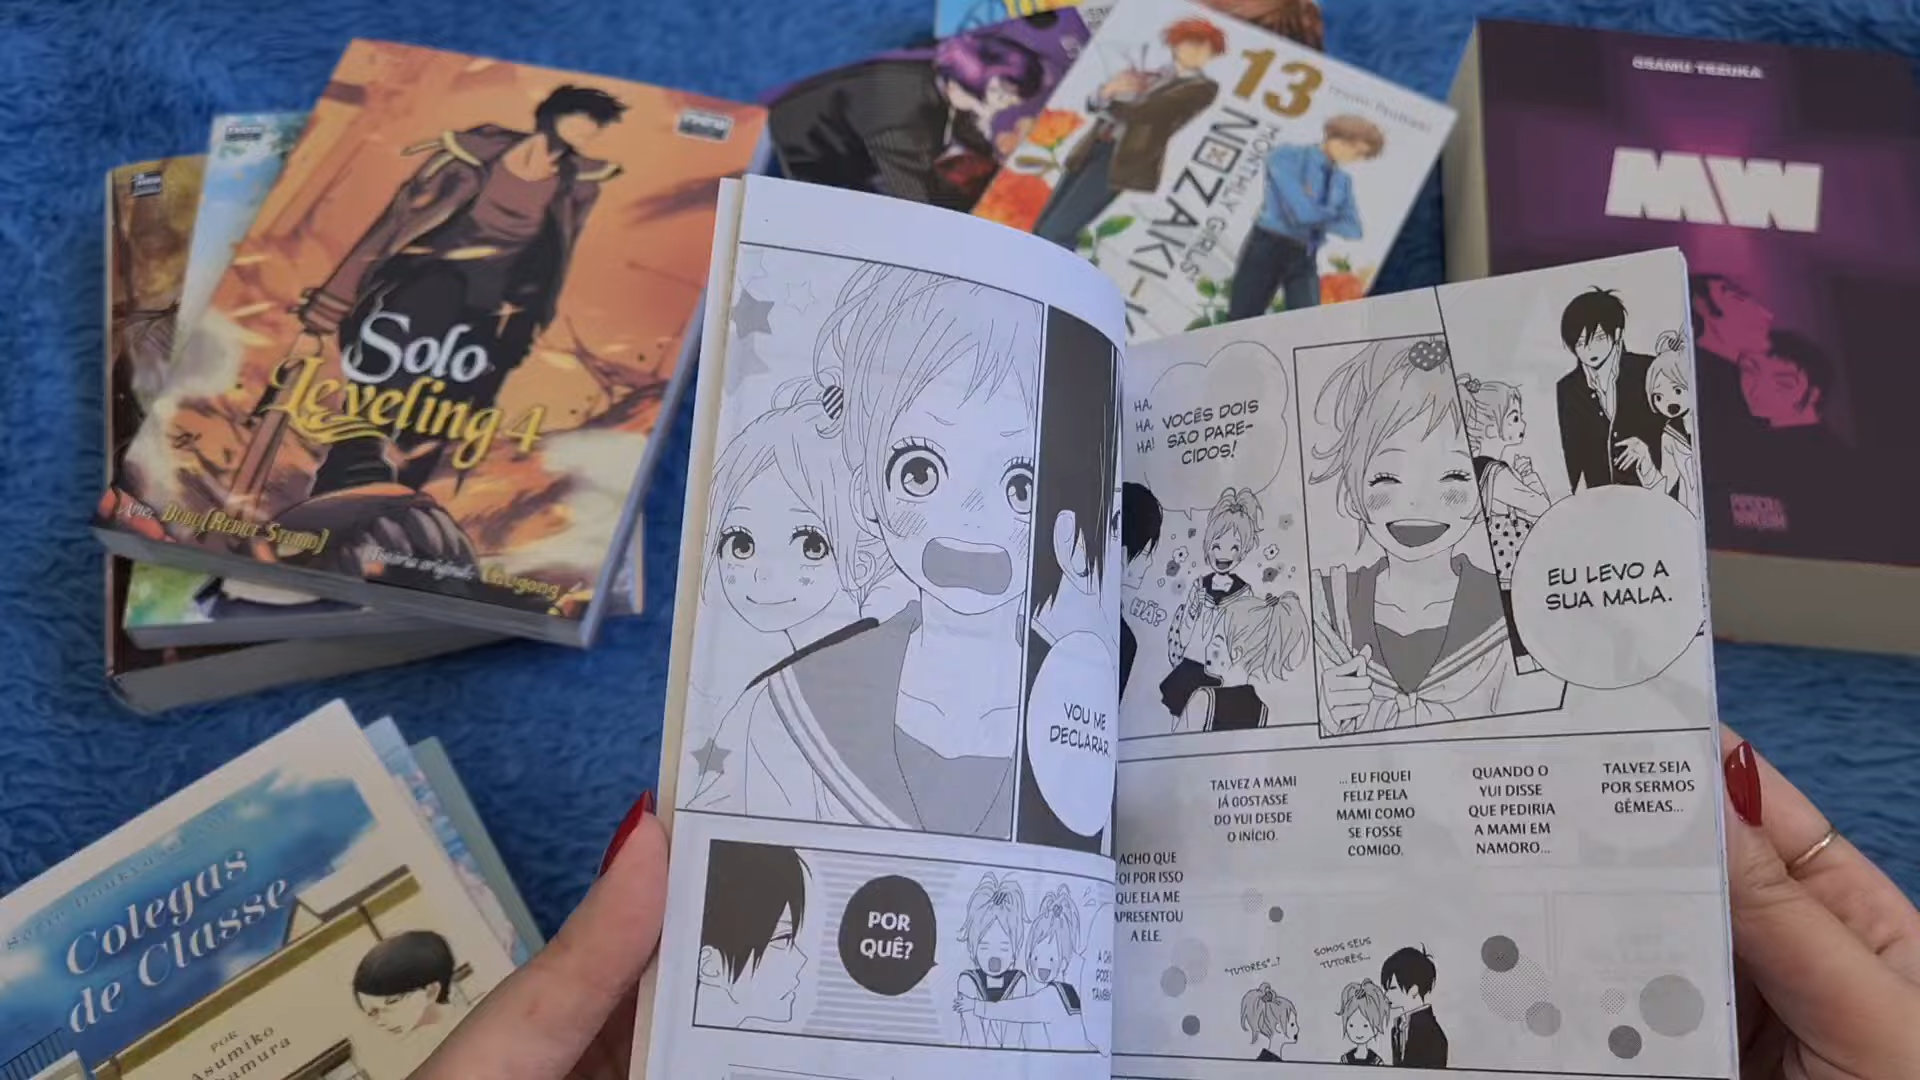 Solo
Leveling 4
Arte: Dubu [Redice Studio]
13
MONTHLY GIRLS'
NOZAKI-K
OSAMU TEZUKA
MW
Colegas
de Classe
POR
HA,
HA,
HA!
VOCÊS DOIS
SÃO PARE-
CIDOS!
HÃ?
EU LEVO A
SUA MALA.
VOU ME
DECLARAR
POR
QUÊ?
TALVEZ SEJA
POR SERMOS
GÊMEAS...
QUANDO O
YUI DISSE
QUE PEDIRIA
A MAMI EM
NAMORO...
... EU FIQUEI
FELIZ PELA
MAMI COMO
SE FOSSE
COMIGO.
TALVEZ A MAMI
JÁ GOSTASSE
DO YUI DESDE
O INÍCIO.
ACHO QUE
FOI POR ISSO
QUE ELA ME
APRESENTOU
A ELE.
SOMOS SEUS
TUTORES...
"TUTORES"...?